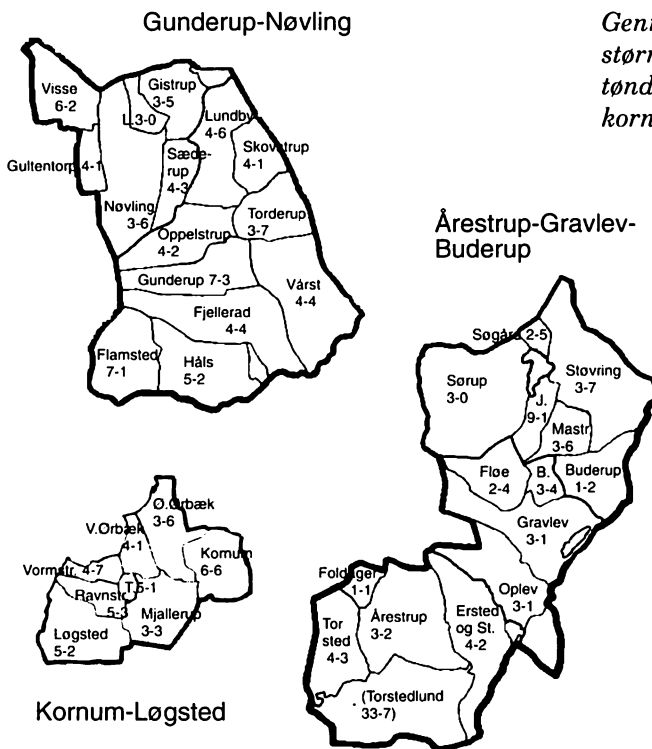 Gunderup-Nøvling
Visse
6-2
Gistrup
3-5
L.3-0
Lundby
4-6
Skovstrup
4-1
Gultentorp 4-1
Sæde-
rup
4-3
Nøvling
3-6
Torderup
3-7
Oppelstrup
4-2
Gunderup 7-3
Vårst
4-4
Fjellerad
4-4
Flamsted
7-1
Håls
5-2
størr
tønd
korn
Årestrup-Gravlev-
Buderup
Søgård 2-5
Sørup
3-0
Støvring
3-7
J.
9-1
Mastr.
3-6
Fløe
2-4
B.
3-4
Buderup
1-2
Gravlev
3-1
Oplev
3-1
Foldager
1-1
Tor
sted
4-3
Årestrup
3-2
Ersted
og St.
4-2
(Torstedlund
33-7)
Ø.Ørbæk
3-6
V.Ørbæk
4-1
Kornum
6-6
Vormstr. 4-7
T.5-1
Ravnstr.
5-3
Mjallerup
3-3
Løgsted
5-2
Kornum-Løgsted